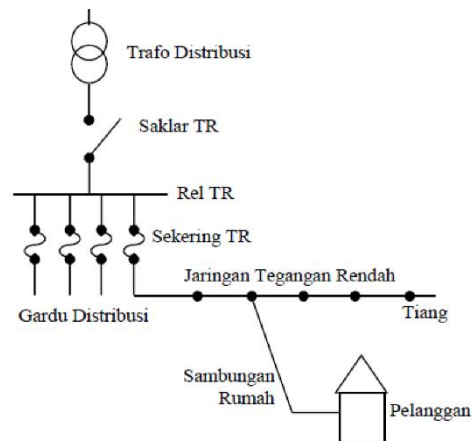 Trafo Distribusi
Saklar TR
Rel TR
Sekering TR
Jaringan Tegangan Rendah
Gardu Distribusi
Tiang
Sambungan
Rumah
Pelanggan